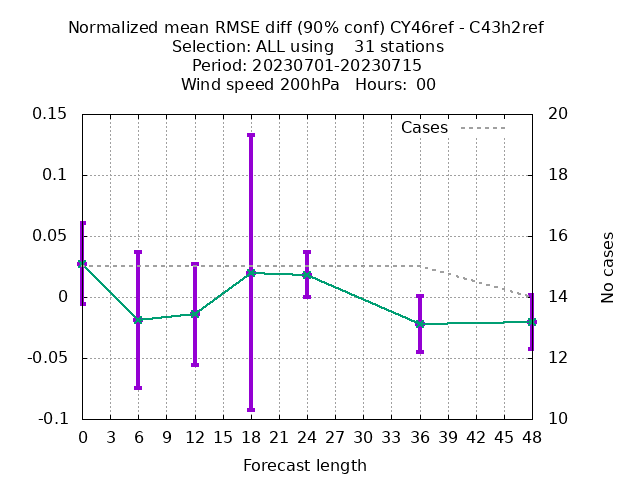 Normalized mean RMSE diff (90% conf) CY46ref - C43h2ref
Selection: ALL using    31 stations
Period: 20230701-20230715
Wind speed 200hPa   Hours:  00
0.15
0.1
0.05
0
-0.05
-0.1
Cases
20
18
16
14
12
10
No cases
0 3 6 9 12 15 18 21 24 27 30 33 36 39 42 45 48
Forecast length